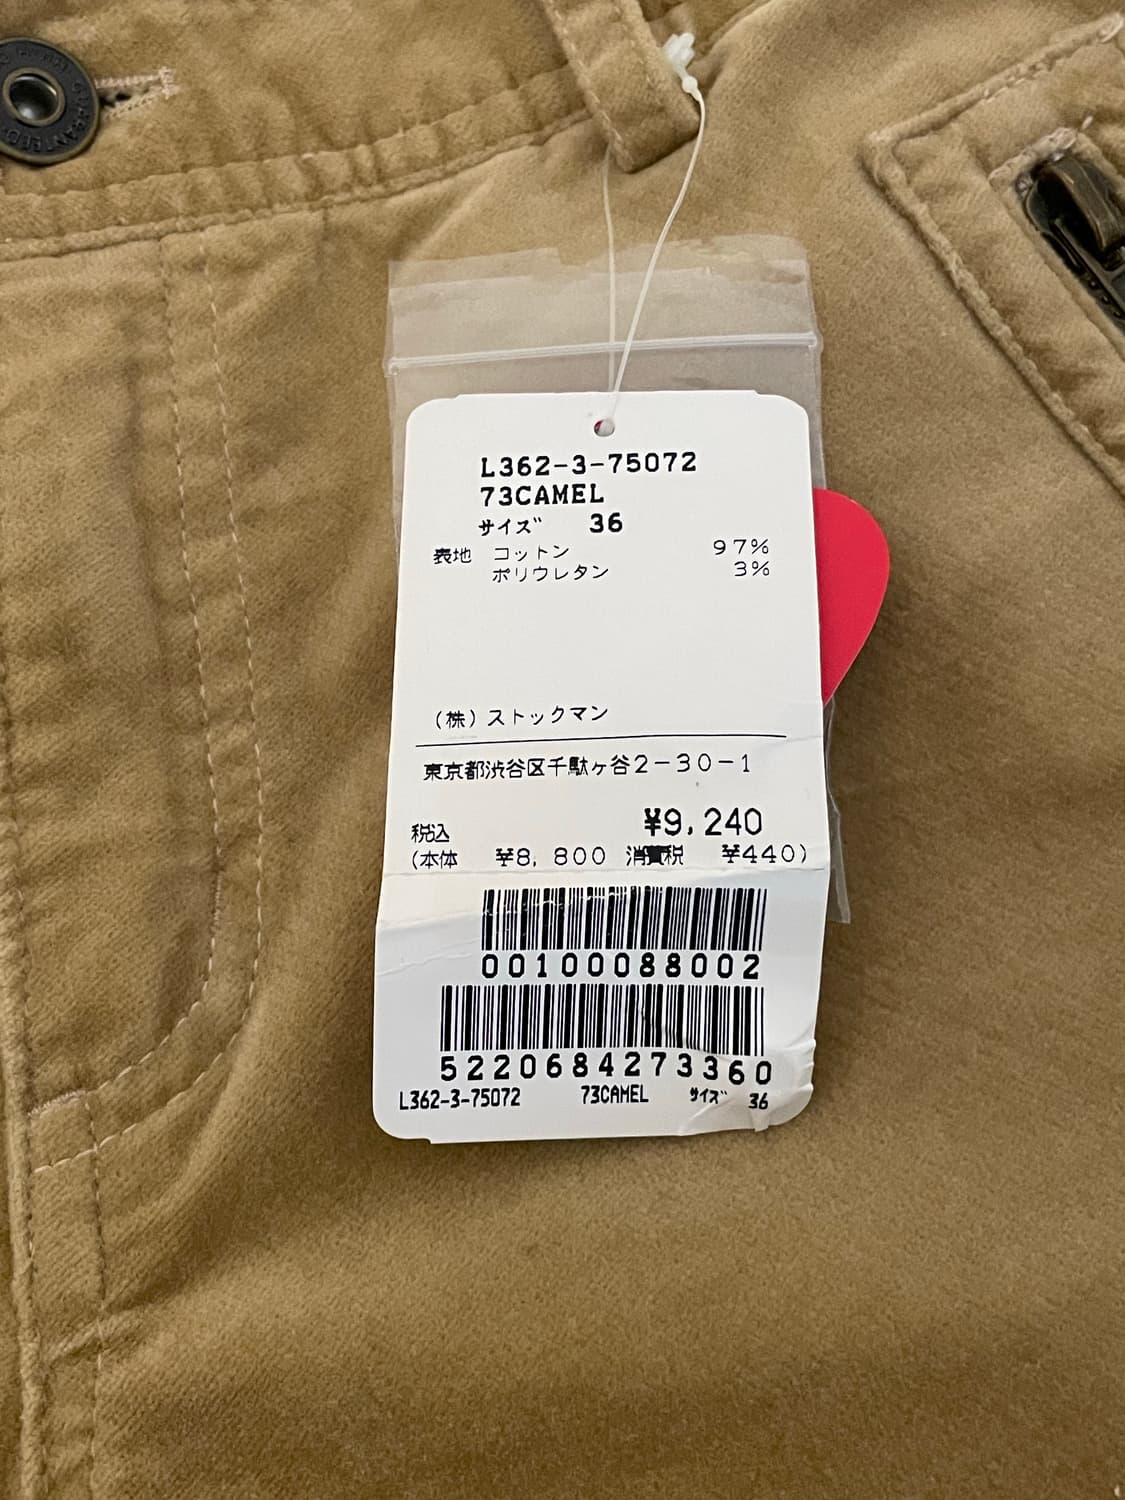 L362-3-75072
73CAMEL
サイズ 36
表地 コットン 97%
ポリウレタン 3%
(株)ストックマン
東京都渋谷区千駄ヶ谷2-30-1
税込 ¥9,240
(本体 ¥8,800 消費税 ¥440)
00100088002
5220684273360
L362-3-75072 73CAMEL サイズ 36